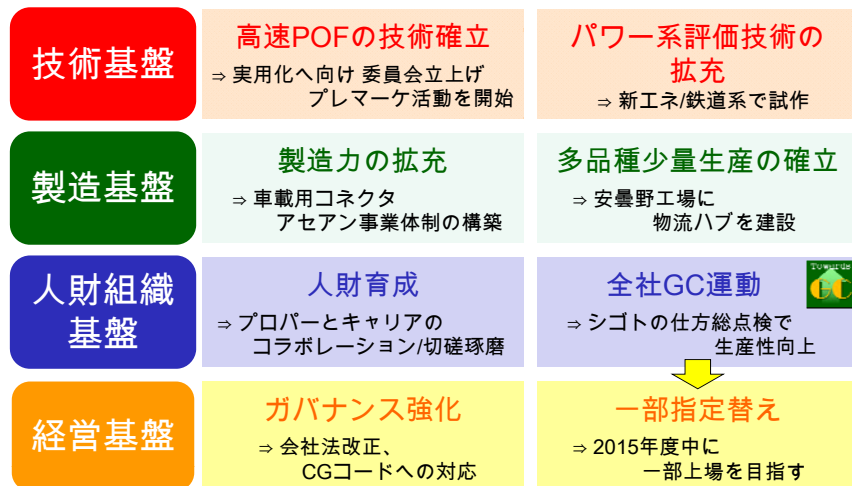 技術基盤
高速POFの技術確立
⇒ 実用化へ向け 委員会立上げ
プレマーケ活動を開始
パワー系評価技術の
拡充
⇒ 新エネ/鉄道系で試作
製造基盤
製造力の拡充
⇒ 車載用コネクタ
アセアン事業体制の構築
多品種少量生産の確立
⇒ 安曇野工場に
物流ハブを建設
人財組織
基盤
人財育成
⇒ プロパーとキャリアの
コラボレーション/切磋琢磨
全社GC運動
Towards
GC
⇒ シゴトの仕方総点検で
生産性向上
経営基盤
ガバナンス強化
⇒ 会社法改正、
CGコードへの対応
一部指定替え
⇒ 2015年度中に
一部上場を目指す